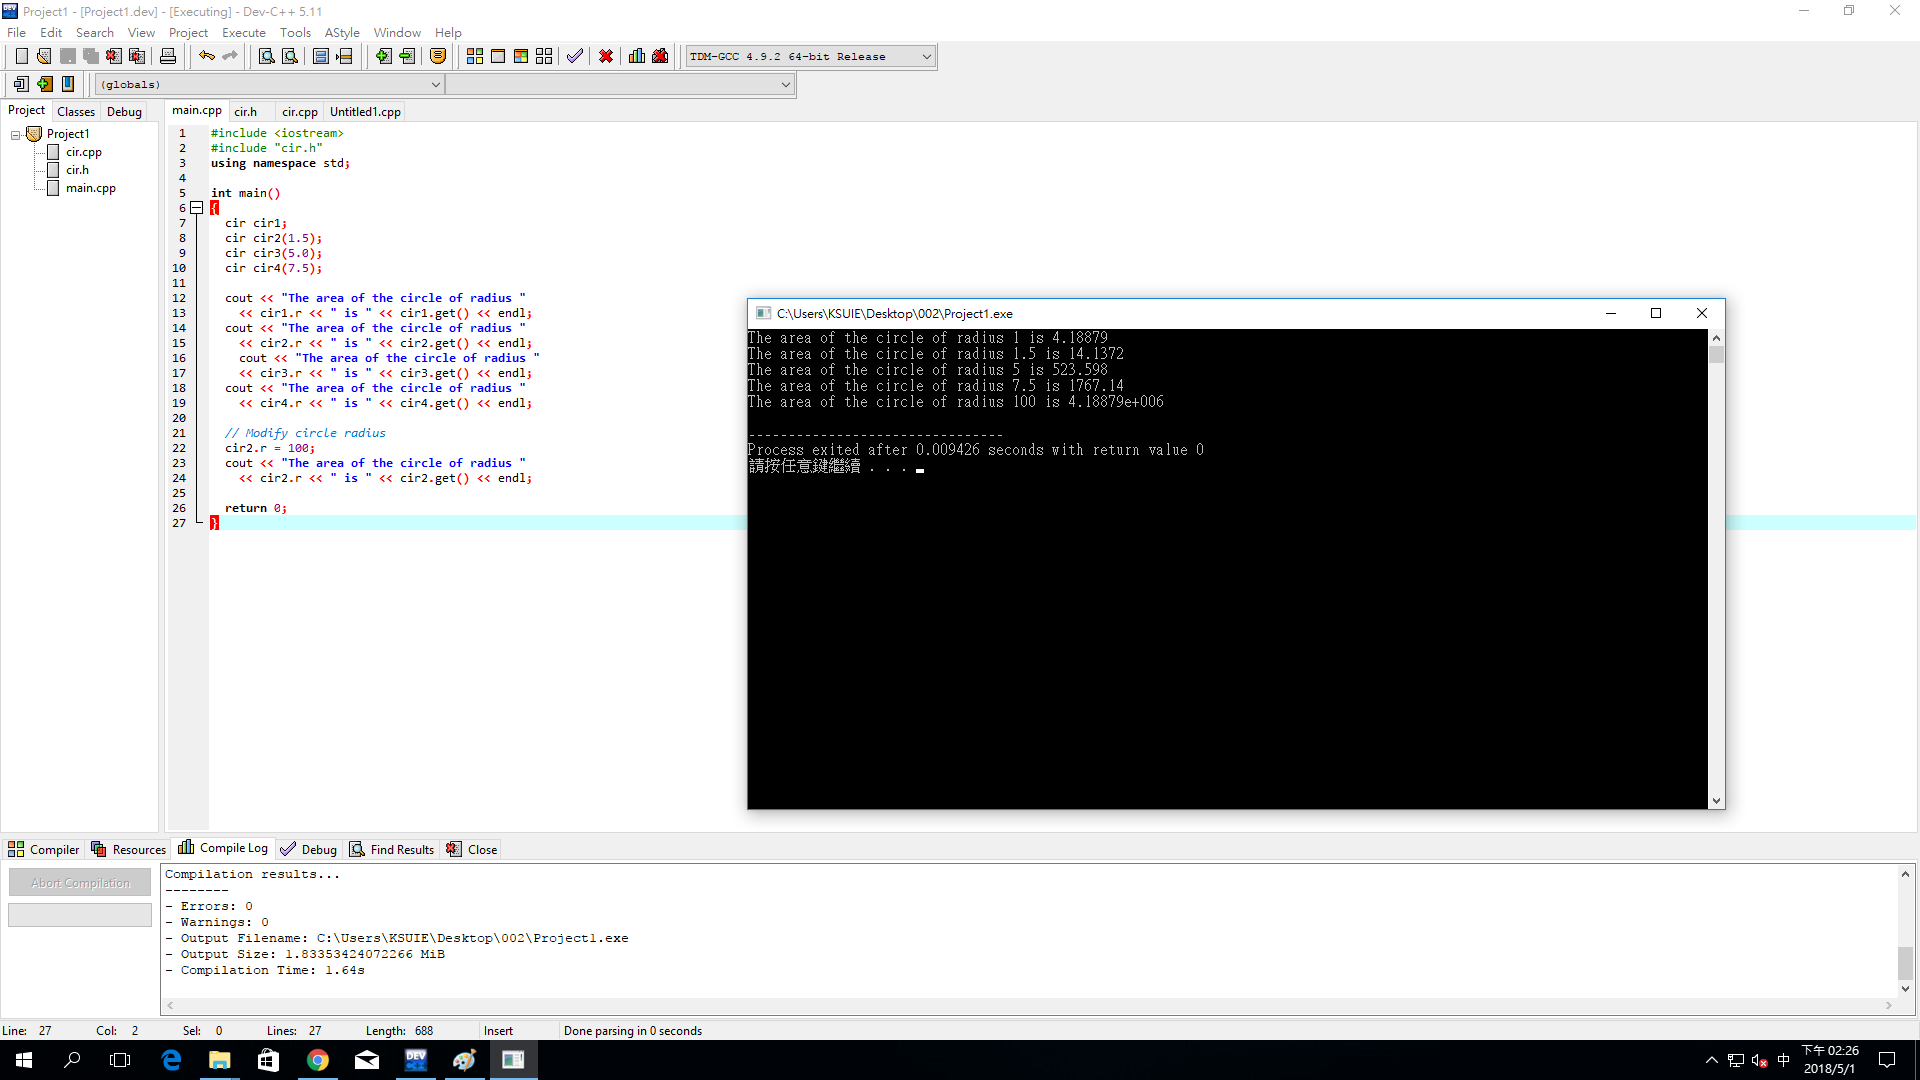 Project1 - [Project1.dev] - [Executing] - Dev-C++ 5.11
File Edit Search View Project Execute Tools AStyle Window Help
TDM-GCC 4.9.2 64-bit Release
(globals)
Project Classes Debug
main.cpp cir.h cir.cpp Untitled1.cpp
Project1
cir.cpp
cir.h
main.cpp
1 #include <iostream>
2 #include "cir.h"
3 using namespace std;
4
5 int main()
6 {
7 cir cir1;
8 cir cir2(1.5);
9 cir cir3(5.0);
10 cir cir4(7.5);
11
12 cout << "The area of the circle of radius "
13 << cir1.r << " is " << cir1.get() << endl;
14 cout << "The area of the circle of radius "
15 << cir2.r << " is " << cir2.get() << endl;
16 cout << "The area of the circle of radius "
17 << cir3.r << " is " << cir3.get() << endl;
18 cout << "The area of the circle of radius "
19 << cir4.r << " is " << cir4.get() << endl;
20
21 // Modify circle radius
22 cir2.r = 100;
23 cout << "The area of the circle of radius "
24 << cir2.r << " is " << cir2.get() << endl;
25
26 return 0;
27 }
C:\Users\KSUIE\Desktop\002\Project1.exe
The area of the circle of radius 1 is 4.18879
The area of the circle of radius 1.5 is 14.1372
The area of the circle of radius 5 is 523.598
The area of the circle of radius 7.5 is 1767.14
The area of the circle of radius 100 is 4.18879e+006
--------------------------------
Process exited after 0.009426 seconds with return value 0
請按任意鍵繼續 . . .
Compiler Resources Compile Log Debug Find Results Close
Abort Compilation
Compilation results...
--------
- Errors: 0
- Warnings: 0
- Output Filename: C:\Users\KSUIE\Desktop\002\Project1.exe
- Output Size: 1.83353424072266 MiB
- Compilation Time: 1.64s
Line: 27 Col: 2 Sel: 0 Lines: 27 Length: 688 Insert Done parsing in 0 seconds
DEV
中
下午 02:26
2018/5/1